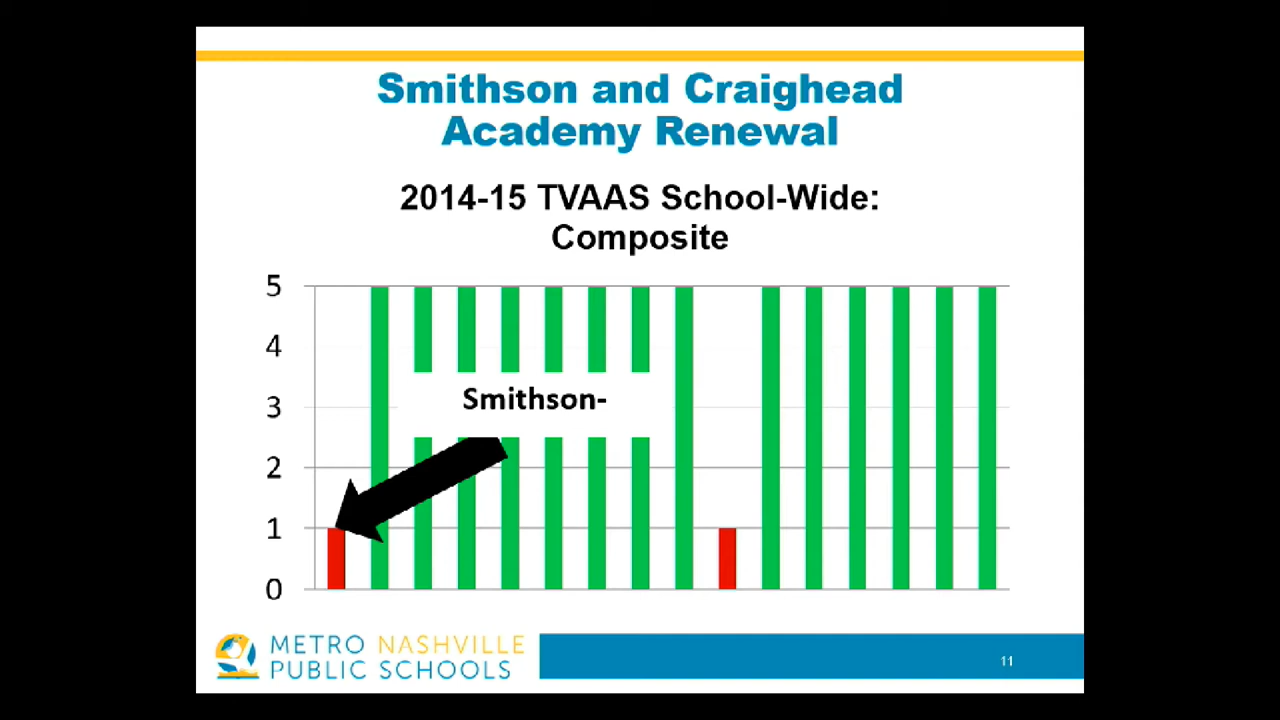 Smithson and Craighead
Academy Renewal
2014-15 TVAAS School-Wide:
Composite
5
4
3
2
1
0
Smithson-
METRO NASHVILLE
PUBLIC SCHOOLS
11